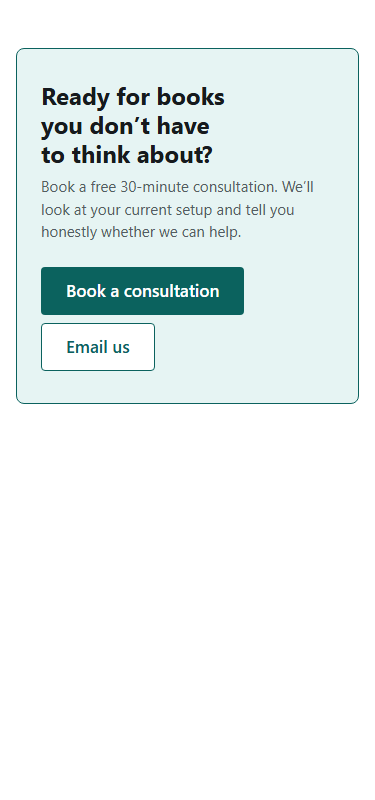 Ready for books
you don’t have
to think about?
Book a free 30-minute consultation. We’ll
look at your current setup and tell you
honestly whether we can help.
Book a consultation
Email us